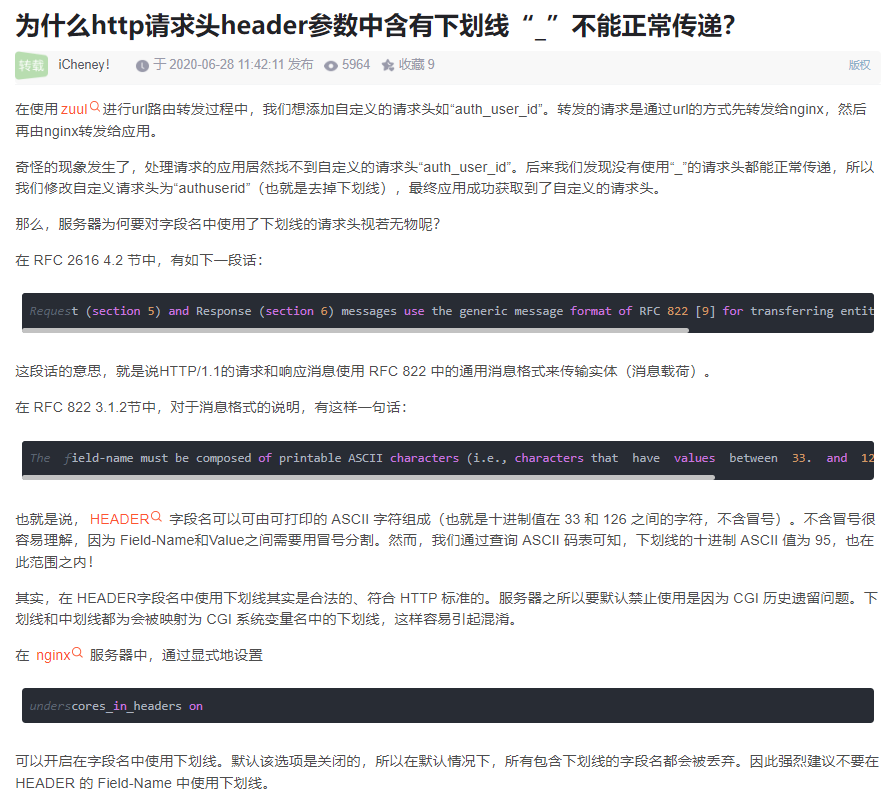 为什么http请求头header参数中含有下划线“_”不能正常传递?
转载 iCheney! 于 2020-06-28 11:42:11 发布 5964 收藏 9 版权
在使用 zuul 进行url路由转发过程中，我们想添加自定义的请求头如“auth_user_id”。转发的请求是通过url的方式先转发给nginx，然后
再由nginx转发给应用。
奇怪的现象发生了，处理请求的应用居然找不到自定义的请求头“auth_user_id”。后来我们发现没有使用“_”的请求头都能正常传递，所以
我们修改自定义请求头为“authuserid”（也就是去掉下划线），最终应用成功获取到了自定义的请求头。
那么，服务器为何要对字段名中使用了下划线的请求头视若无物呢?
在 RFC 2616 4.2 节中，有如下一段话：
Request (section 5) and Response (section 6) messages use the generic message format of RFC 822 [9] for transferring entit
这段话的意思，就是说HTTP/1.1的请求和响应消息使用 RFC 822 中的通用消息格式来传输实体（消息载荷）。
在 RFC 822 3.1.2节中，对于消息格式的说明，有这样一句话：
The field-name must be composed of printable ASCII characters (i.e., characters that have values between 33. and 12
也就是说， HEADER 字段名可以可由可打印的 ASCII 字符组成（也就是十进制值在 33 和 126 之间的字符，不含冒号）。不含冒号很
容易理解，因为 Field-Name和Value之间需要用冒号分割。然而，我们通过查询 ASCII 码表可知，下划线的十进制 ASCII 值为 95，也在
此范围之内！
其实，在 HEADER字段名中使用下划线其实是合法的、符合 HTTP 标准的。服务器之所以要默认禁止使用是因为 CGI 历史遗留问题。下
划线和中划线都为会被映射为 CGI 系统变量名中的下划线，这样容易引起混淆。
在 nginx 服务器中，通过显式地设置
underscores_in_headers on
可以开启在字段名中使用下划线。默认该选项是关闭的，所以在默认情况下，所有包含下划线的字段名都会被丢弃。因此强烈建议不要在
HEADER 的 Field-Name 中使用下划线。